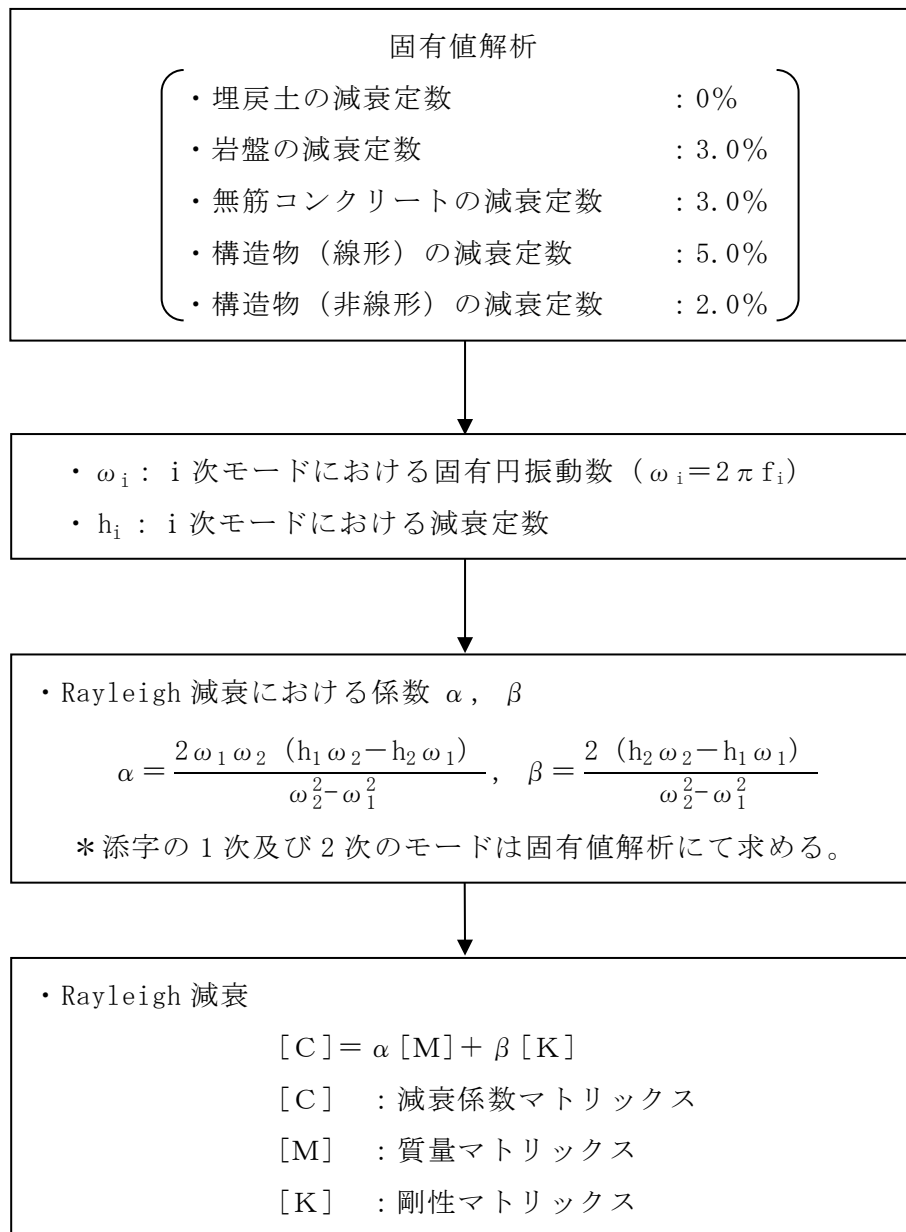 固有値解析
・埋戻土の減衰定数 : 0%
・岩盤の減衰定数 : 3.0%
・無筋コンクリートの減衰定数 : 3.0%
・構造物（線形）の減衰定数 : 5.0%
・構造物（非線形）の減衰定数 : 2.0%
・ω_i : i 次モードにおける固有円振動数（ω_i＝2πf_i）
・h_i : i 次モードにおける減衰定数
・Rayleigh 減衰における係数 α, β
α＝2ω_1ω_2 (h_1ω_2−h_2ω_1) / ω_2^2−ω_1^2 , β＝2 (h_2ω_2−h_1ω_1) / ω_2^2−ω_1^2
＊添字の 1 次及び 2 次のモードは固有値解析にて求める。
・Rayleigh 減衰
[C]＝α[M]＋β[K]
[C] : 減衰係数マトリックス
[M] : 質量マトリックス
[K] : 剛性マトリックス